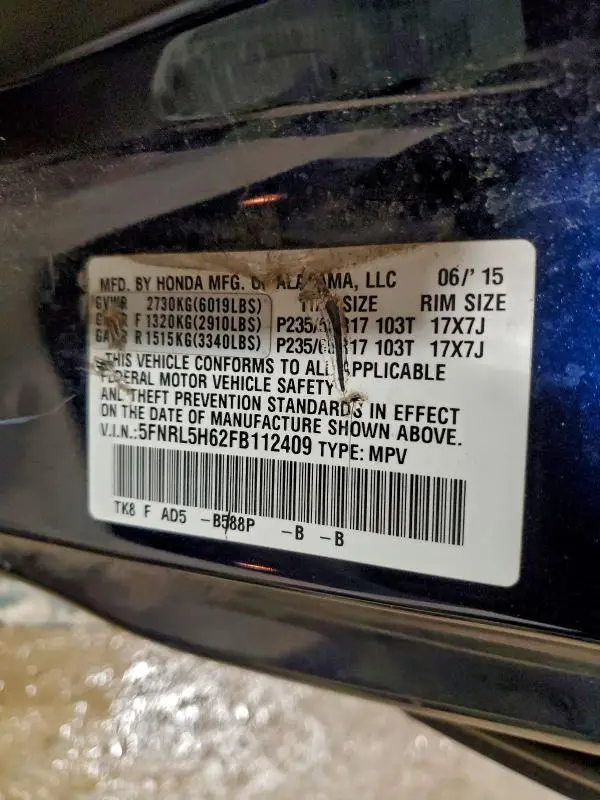 MFD. BY HONDA MFG. OF ALABAMA, LLC 06/'15
GVWR 2730KG(6019LBS) SIZE RIM SIZE
F 1320KG(2910LBS) 103T 17X7J
R 1515KG(3340LBS) 103T 17X7J
THIS VEHICLE CONFORMS TO ALL APPLICABLE
FEDERAL MOTOR VEHICLE SAFETY
AND THEFT PREVENTION STANDARDS IN EFFECT
ON THE DATE OF MANUFACTURE SHOWN ABOVE.
V.I.N.:5FNRL5H62FB112409 TYPE: MPV
TK8 F AD5 -B588P -B -B